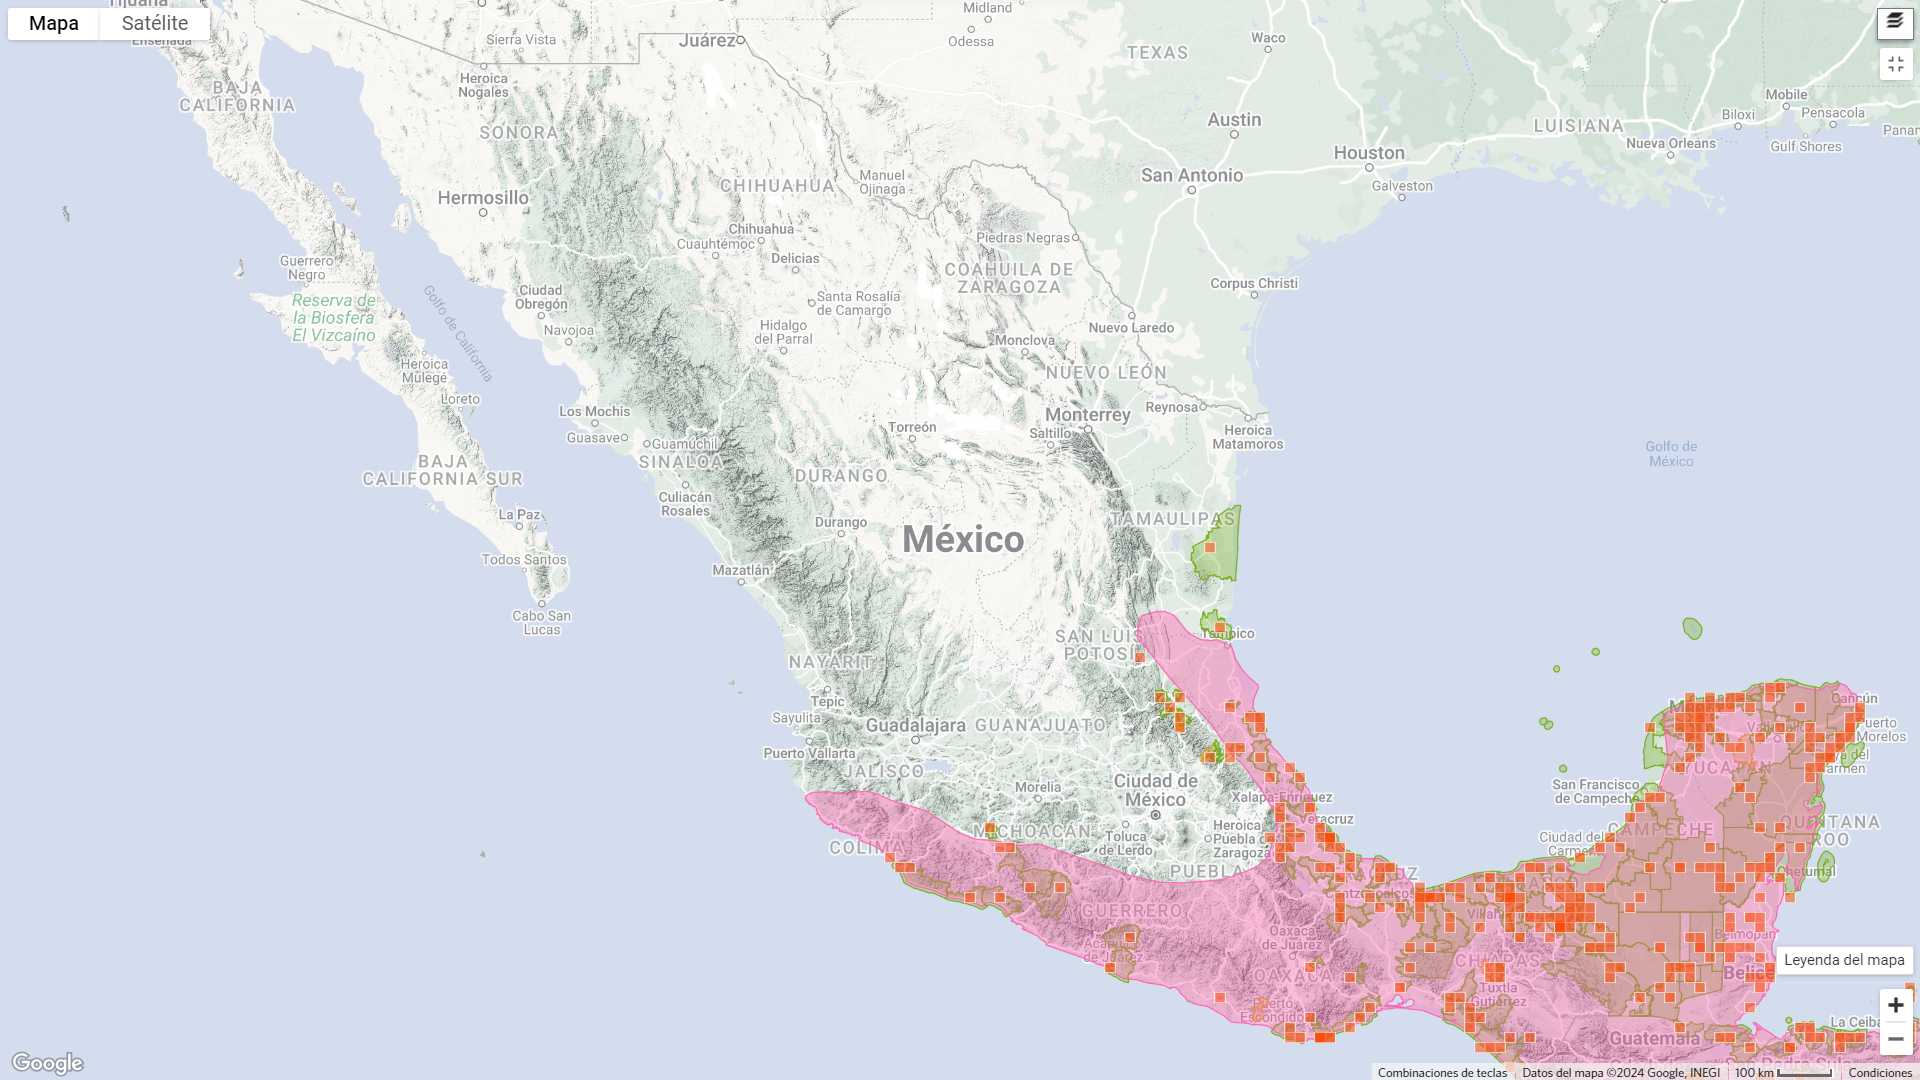 Mapa
Satélite
Tijuana
Ensenada
Sierra Vista
Juárez
Midland
Odessa
TEXAS
Waco
Heroica
Nogales
BAJA
CALIFORNIA
SONORA
Austin
LUISIANA
Mobile
Biloxi
Pensacola
Gulf Shores
Nueva Orleans
Houston
Galveston
San Antonio
Hermosillo
CHIHUAHUA
Manuel
Ojinaga
Chihuahua
Cuauhtémoc
Delicias
Piedras Negras
COAHUILA DE
ZARAGOZA
Corpus Christi
Guerrero
Negro
Reserva de
la Biosfera
El Vizcaíno
Golfo de California
Ciudad
Obregón
Navojoa
Santa Rosalía
de Camargo
Hidalgo
del Parral
Nuevo Laredo
Monclova
NUEVO LEÓN
Heroica
Mulegé
Loreto
Los Mochis
Guasave
Guamúchil
SINALOA
Torreón
Monterrey
Saltillo
Reynosa
Heroica
Matamoros
Golfo de
México
BAJA
CALIFORNIA SUR
DURANGO
Culiacán
Rosales
La Paz
Durango
México
TAMAULIPAS
Todos Santos
Mazatlán
Cabo San
Lucas
SAN LUIS
POTOSÍ
Tampico
NAYARIT
Tepic
Sayulita
Puerto Vallarta
Guadalajara
GUANAJUATO
JALISCO
Morelia
Ciudad de
México
Xalapa-Enríquez
Veracruz
MICHOACÁN
Toluca
de Lerdo
Heroica
Puebla de
Zaragoza
COLIMA
PUEBLA
GUERRERO
Acapulco
de Juárez
Oaxaca
de Juárez
OAXACA
Puerto
Escondido
Coatzacoalcos
TABASCO
CHIAPAS
Tuxtla
Gutiérrez
Cancún
Puerto
Morelos
YUCATÁN
San Francisco
de Campeche
CAMPECHE
QUINTANA
ROO
Ciudad del
Carmen
Chetumal
Belmopán
Belice
Guatemala
San Pedro Sula
La Ceiba
Leyenda del mapa
Google
Combinaciones de teclas
Datos del mapa ©2024 Google, INEGI
100 km
Condiciones